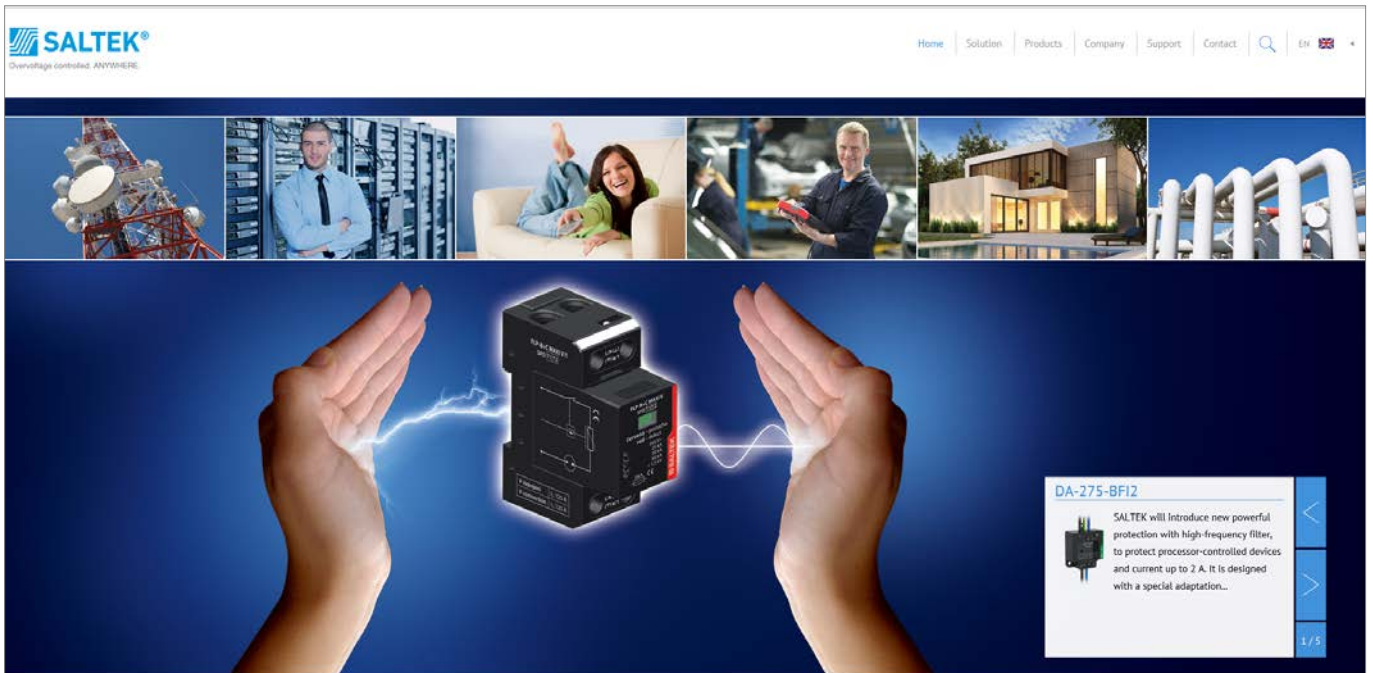 SALTEK®
Overvoltage controlled. ANYWHERE.
Home Solution Products Company Support Contact EN
SALTEK
DA-275-BFI2
SALTEK will introduce new powerful
protection with high-frequency filter,
to protect processor-controlled devices
and current up to 2 A. It is designed
with a special adaptation...
1 / 5